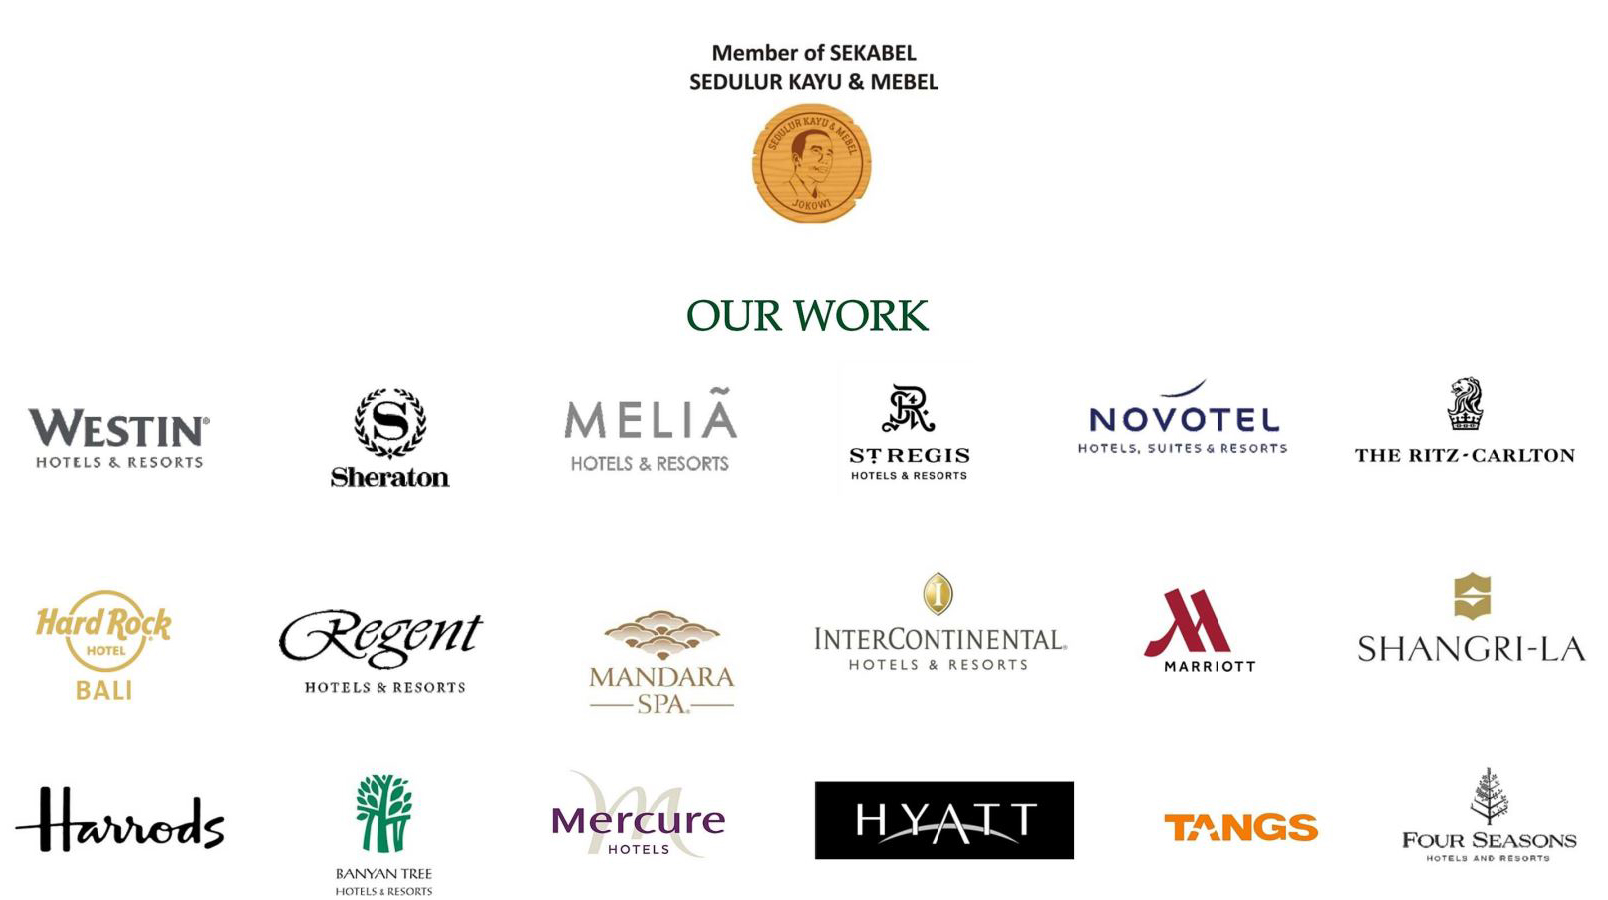 Member of SEKABEL
SEDULUR KAYU & MEBEL
SEDULUR KAYU & MEBEL
JOKOWI
OUR WORK
WESTIN®
HOTELS & RESORTS
S
Sheraton
MELIÃ
HOTELS & RESORTS
SR
ST REGIS
HOTELS & RESORTS
NOVOTEL
HOTELS, SUITES & RESORTS
THE RITZ-CARLTON
Hard Rock
HOTEL
BALI
Regent
HOTELS & RESORTS
MANDARA
SPA®
I
INTERCONTINENTAL®
HOTELS & RESORTS
M
MARRIOTT
SHANGRI-LA
Harrods
BANYAN TREE
HOTELS & RESORTS
m
Mercure
HOTELS
HYATT
TANGS
FOUR SEASONS
HOTELS AND RESORTS